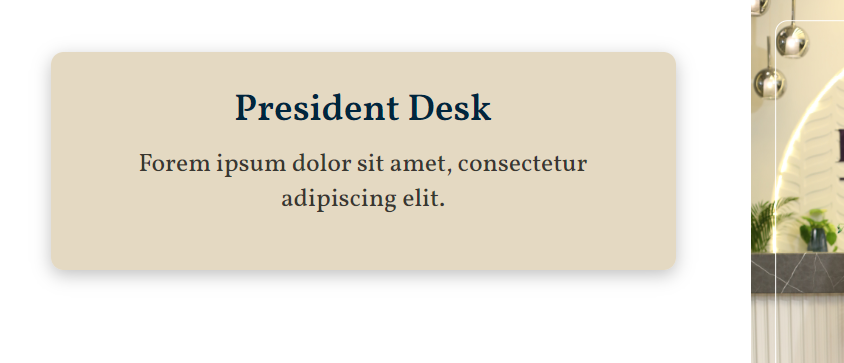 President Desk
Forem ipsum dolor sit amet, consectetur
adipiscing elit.